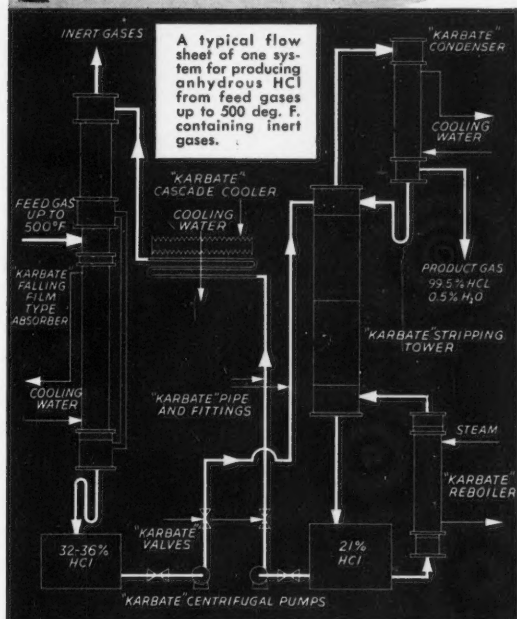 INERT GASES
A typical flow
sheet of one sys-
tem for producing
anhydrous HCl
from feed gases
up to 500 deg. F.
containing inert
gases.
"KARBATE"
CONDENSER
COOLING
WATER
"KARBATE"
CASCADE COOLER
COOLING
WATER
FEED GAS
UP TO
500°F
PRODUCT GAS
99.5% HCL
0.5% H2O
"KARBATE
FALLING
FILM
TYPE
ABSORBER
"KARBATE" STRIPPING
TOWER
COOLING
WATER
"KARBATE" PIPE
AND FITTINGS
STEAM
"KARBATE"
REBOILER
"KARBATE"
VALVES
32-36%
HCl
21%
HCl
"KARBATE" CENTRIFUGAL PUMPS